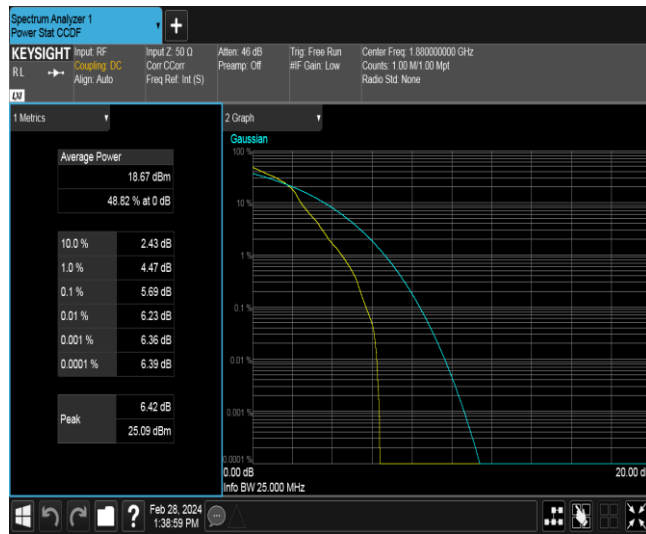 Spectrum Analyzer 1
Power Stat CCDF
+
KEYSIGHT
RL
LXI
Input: RF
Coupling: DC
Align: Auto
Input Z: 50 Ω
Corr CCorr
Freq Ref: Int (S)
Atten: 46 dB
Preamp: Off
Trig: Free Run
#IF Gain: Low
Center Freq: 1.880000000 GHz
Counts: 1.00 M/1.00 Mpt
Radio Std: None
1 Metrics
Average Power
18.67 dBm
48.82 % at 0 dB
10.0 % 2.43 dB
1.0 % 4.47 dB
0.1 % 5.69 dB
0.01 % 6.23 dB
0.001 % 6.36 dB
0.0001 % 6.39 dB
Peak
6.42 dB
25.09 dBm
2 Graph
Gaussian
100 %
10 %
1 %
0.1 %
0.01 %
0.001 %
0.0001 %
0.00 dB
20.00 d
Info BW 25.000 MHz
?
Feb 28, 2024
1:38:59 PM